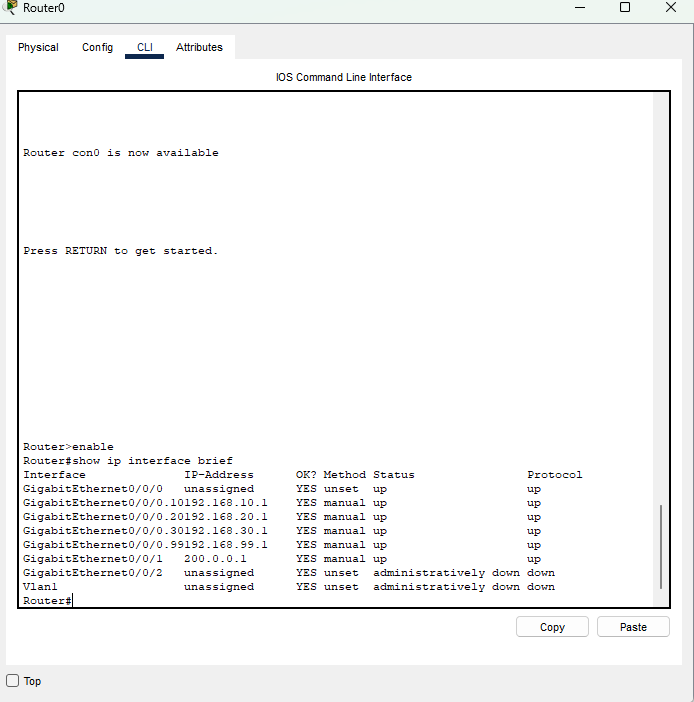 Router0
Physical Config CLI Attributes
IOS Command Line Interface
Router con0 is now available
Press RETURN to get started.
Router>enable
Router#show ip interface brief
Interface              IP-Address      OK? Method Status                Protocol
GigabitEthernet0/0/0   unassigned      YES unset  up                    up
GigabitEthernet0/0/0.10192.168.10.1    YES manual up                    up
GigabitEthernet0/0/0.20192.168.20.1    YES manual up                    up
GigabitEthernet0/0/0.30192.168.30.1    YES manual up                    up
GigabitEthernet0/0/0.99192.168.99.1    YES manual up                    up
GigabitEthernet0/0/1   200.0.0.1       YES manual up                    up
GigabitEthernet0/0/2   unassigned      YES unset  administratively down down
Vlan1                  unassigned      YES unset  administratively down down
Router#
Copy Paste
Top